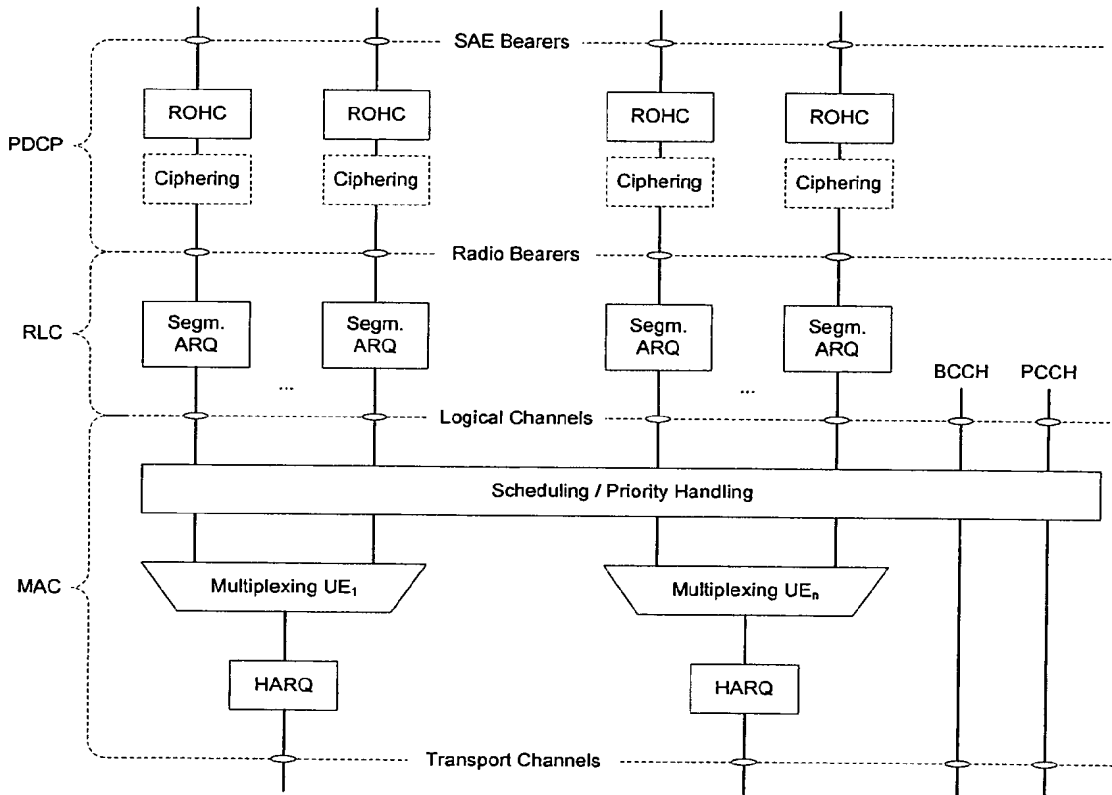 SAE Bearers
ROHC
ROHC
ROHC
ROHC
PDCP
Ciphering
Ciphering
Ciphering
Ciphering
Radio Bearers
Segm.
ARQ
Segm.
ARQ
Segm.
ARQ
Segm.
ARQ
RLC
BCCH
PCCH
...
...
Logical Channels
Scheduling / Priority Handling
MAC
Multiplexing UE₁
Multiplexing UEₙ
HARQ
HARQ
Transport Channels